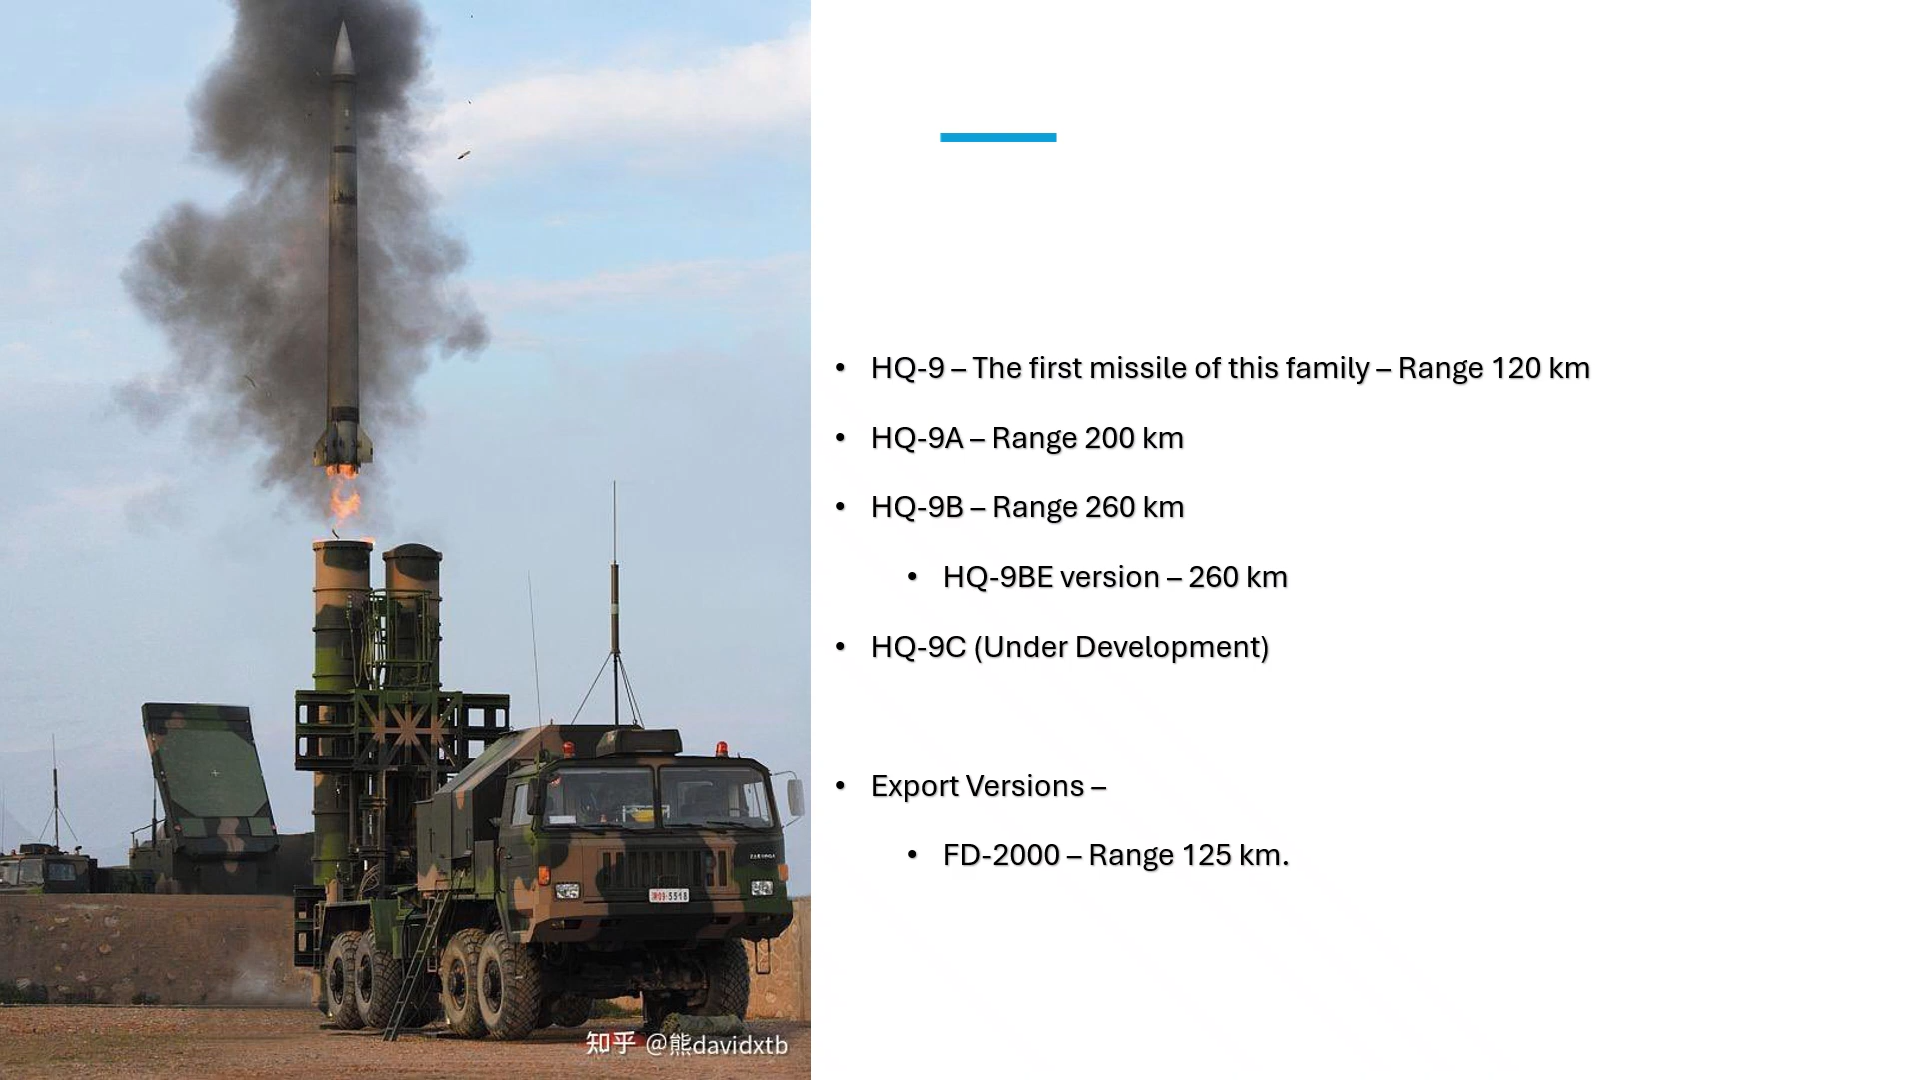 • HQ-9 – The first missile of this family – Range 120 km
• HQ-9A – Range 200 km
• HQ-9B – Range 260 km
• HQ-9BE version – 260 km
• HQ-9C (Under Development)
• Export Versions –
• FD-2000 – Range 125 km.
知乎 @熊davidxtb